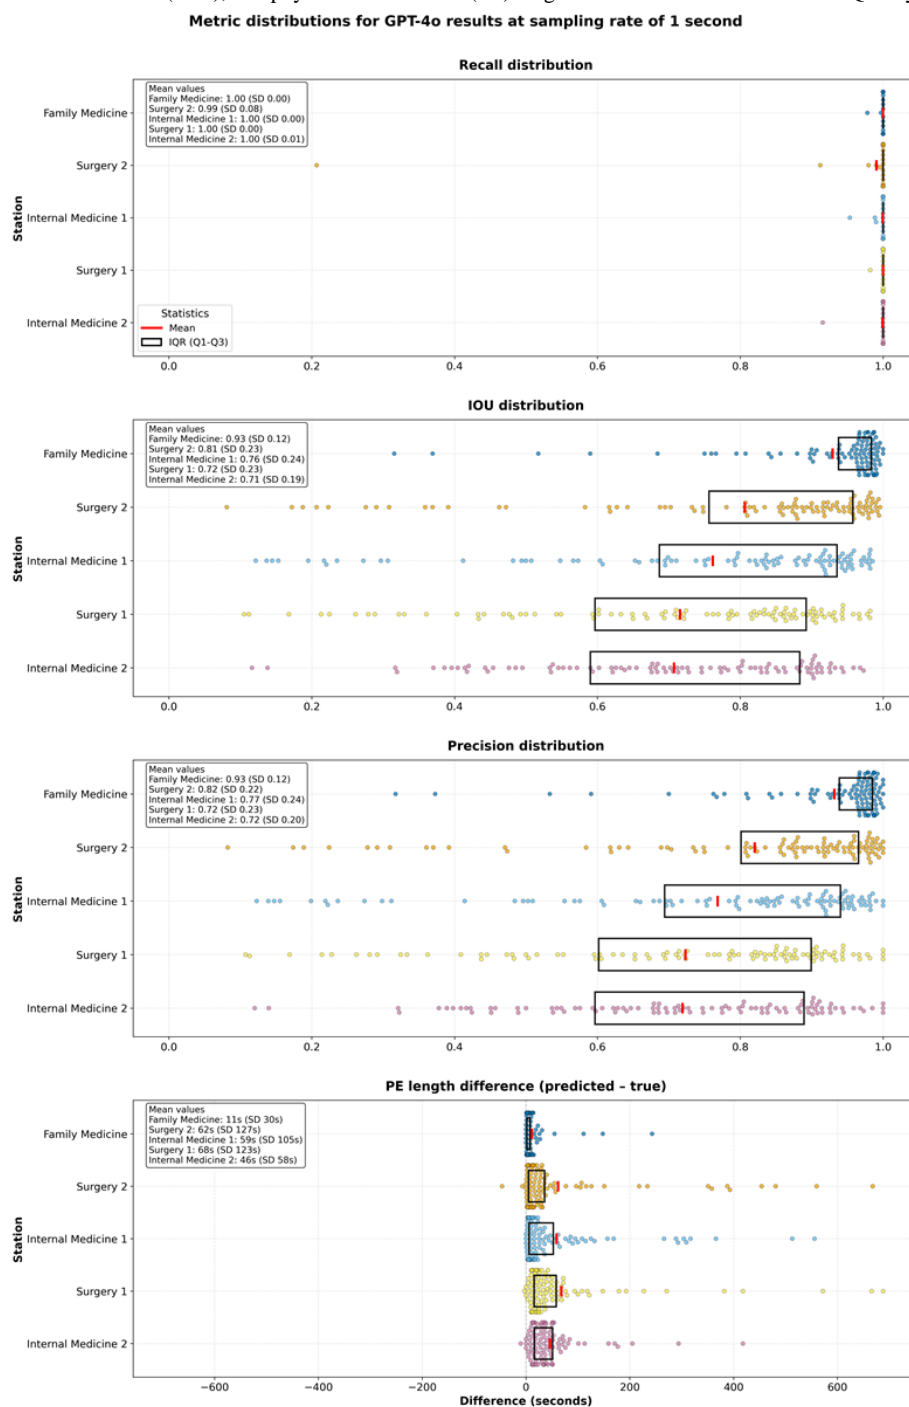 Metric distributions for GPT-4o results at sampling rate of 1 second
Recall distribution
Mean values
Family Medicine: 1.00 (SD 0.00)
Surgery 2: 0.99 (SD 0.08)
Internal Medicine 1: 1.00 (SD 0.00)
Surgery 1: 1.00 (SD 0.00)
Internal Medicine 2: 1.00 (SD 0.01)
Family Medicine
Surgery 2
Internal Medicine 1
Surgery 1
Internal Medicine 2
Station
Statistics
Mean
IQR (Q1-Q3)
0.0 0.2 0.4 0.6 0.8 1.0
IOU distribution
Mean values
Family Medicine: 0.93 (SD 0.12)
Surgery 2: 0.81 (SD 0.23)
Internal Medicine 1: 0.76 (SD 0.24)
Surgery 1: 0.72 (SD 0.23)
Internal Medicine 2: 0.71 (SD 0.19)
Family Medicine
Surgery 2
Internal Medicine 1
Surgery 1
Internal Medicine 2
Station
0.0 0.2 0.4 0.6 0.8 1.0
Precision distribution
Mean values
Family Medicine: 0.93 (SD 0.12)
Surgery 2: 0.82 (SD 0.22)
Internal Medicine 1: 0.77 (SD 0.24)
Surgery 1: 0.72 (SD 0.23)
Internal Medicine 2: 0.72 (SD 0.20)
Family Medicine
Surgery 2
Internal Medicine 1
Surgery 1
Internal Medicine 2
Station
0.0 0.2 0.4 0.6 0.8 1.0
PE length difference (predicted – true)
Mean values
Family Medicine: 11s (SD 30s)
Surgery 2: 62s (SD 127s)
Internal Medicine 1: 59s (SD 105s)
Surgery 1: 68s (SD 123s)
Internal Medicine 2: 46s (SD 58s)
Family Medicine
Surgery 2
Internal Medicine 1
Surgery 1
Internal Medicine 2
Station
−600 −400 −200 0 200 400 600
Difference (seconds)